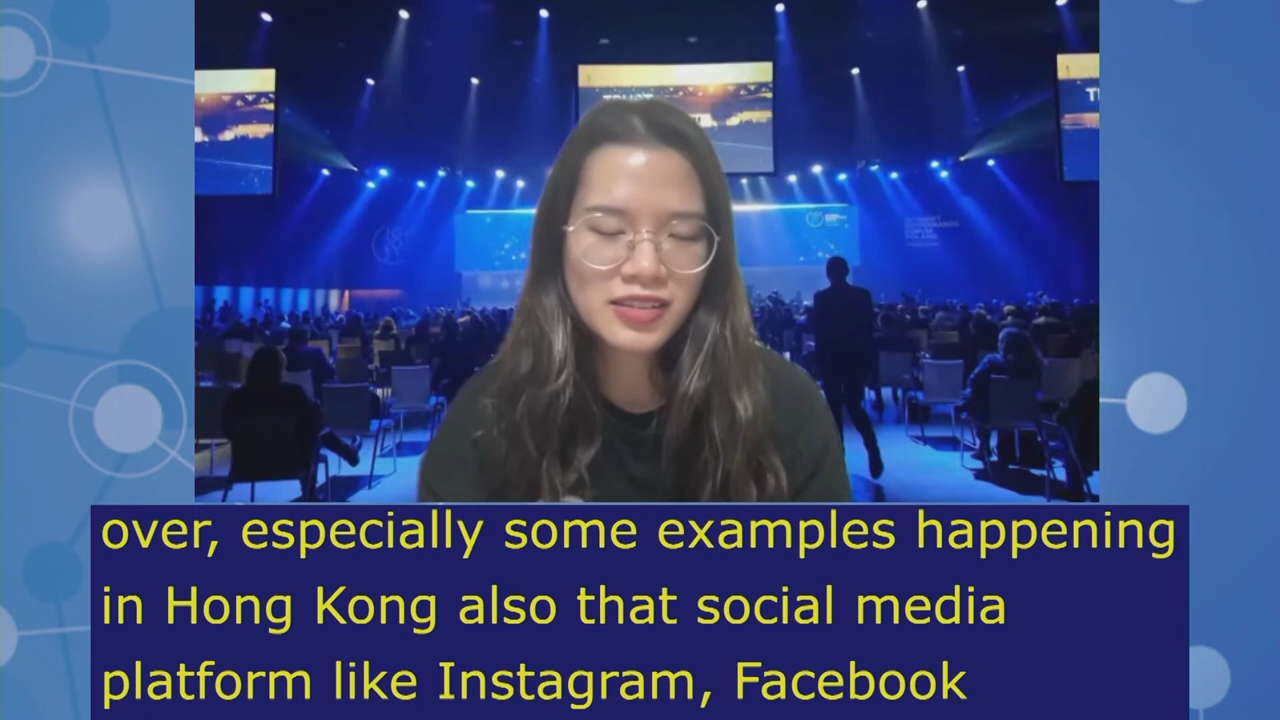 over, especially some examples happening
in Hong Kong also that social media
platform like Instagram, Facebook